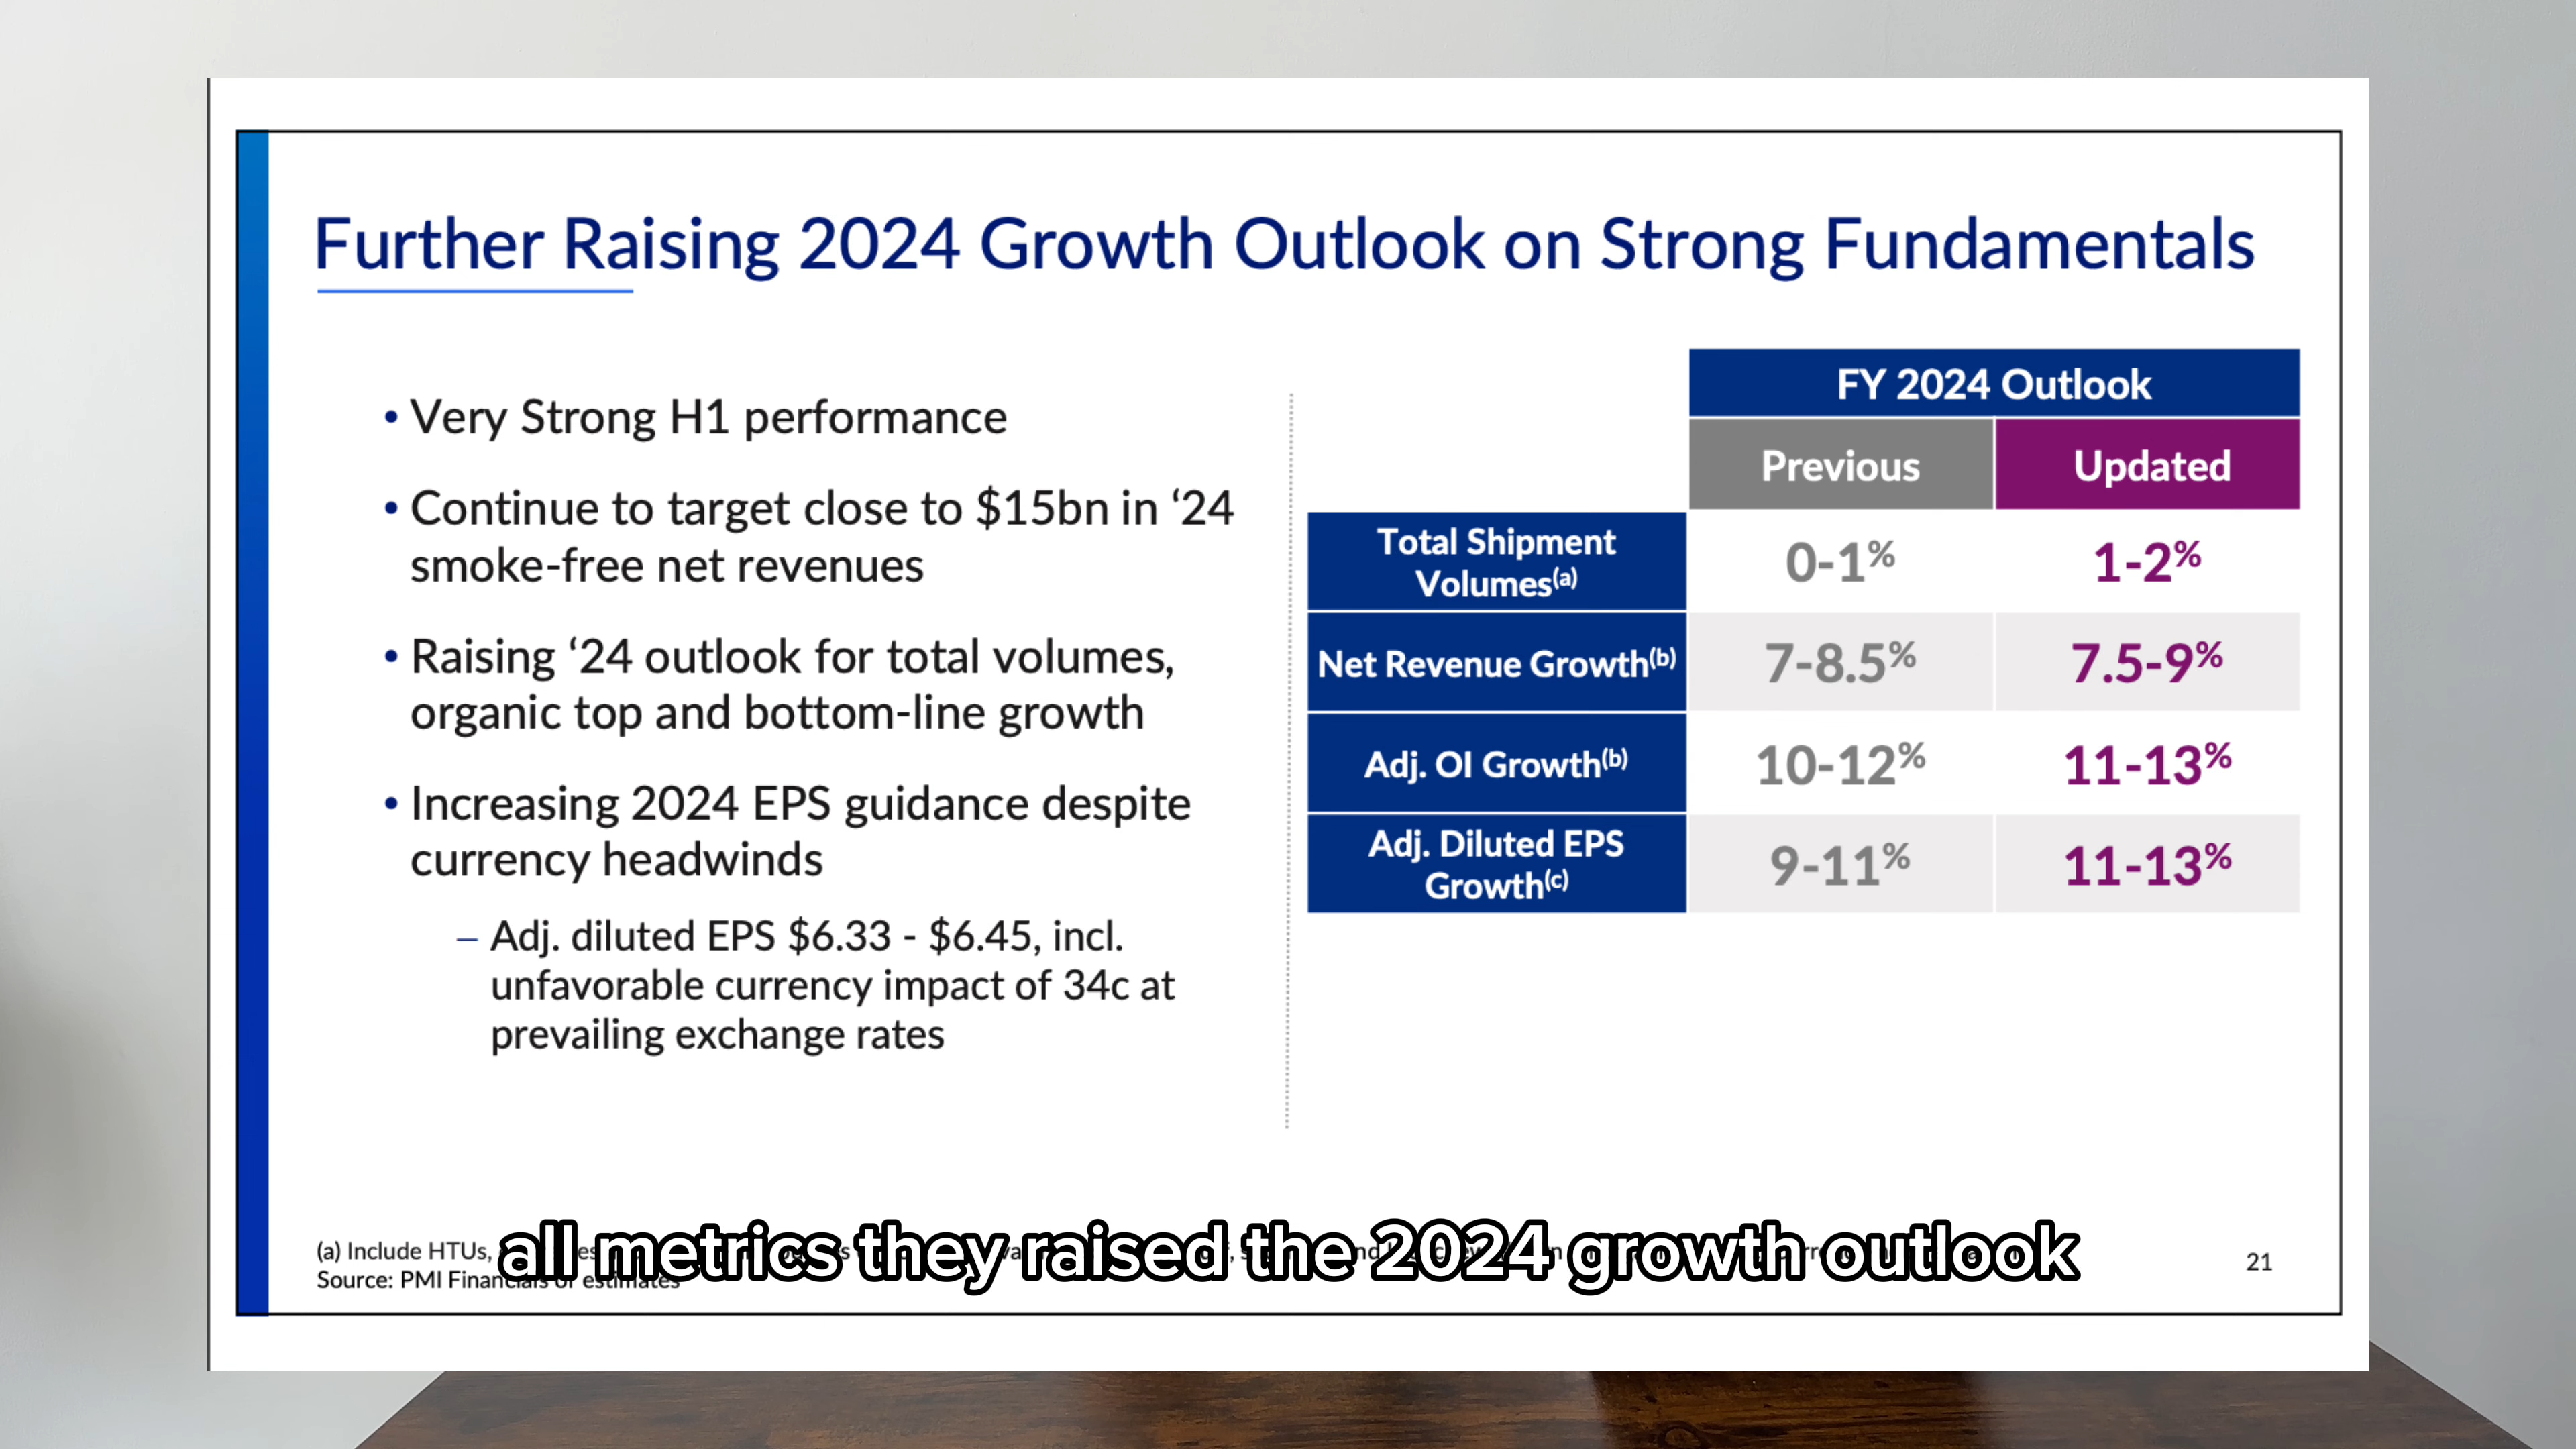 Further Raising 2024 Growth Outlook on Strong Fundamentals
• Very Strong H1 performance
• Continue to target close to $15bn in ‘24
smoke-free net revenues
• Raising ‘24 outlook for total volumes,
organic top and bottom-line growth
• Increasing 2024 EPS guidance despite
currency headwinds
– Adj. diluted EPS $6.33 - $6.45, incl.
unfavorable currency impact of 34c at
prevailing exchange rates
FY 2024 Outlook
Previous Updated
Total Shipment
Volumes(a) 0-1% 1-2%
Net Revenue Growth(b) 7-8.5% 7.5-9%
Adj. OI Growth(b) 10-12% 11-13%
Adj. Diluted EPS
Growth(c) 9-11% 11-13%
all metrics they raised the 2024 growth outlook
(a) Include HTUs,
Source: PMI Financials or estimates
21